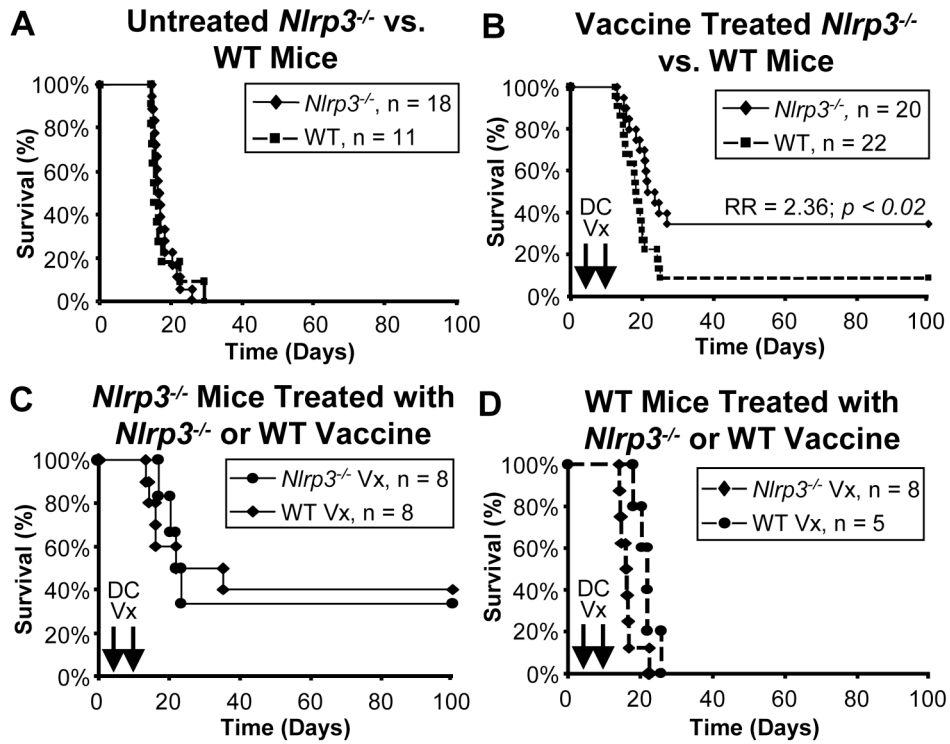 A
Untreated Nlrp3-/- vs.
WT Mice
100%
80%
60%
40%
20%
0%
Survival (%)
Nlrp3-/-, n = 18
WT, n = 11
0
20
40
60
80
100
Time (Days)
B
Vaccine Treated Nlrp3-/-
vs. WT Mice
100%
80%
60%
40%
20%
0%
Survival (%)
Nlrp3-/-, n = 20
WT, n = 22
RR = 2.36; p < 0.02
DC
Vx
0
20
40
60
80
100
Time (Days)
C
Nlrp3-/- Mice Treated with
Nlrp3-/- or WT Vaccine
100%
80%
60%
40%
20%
0%
Survival (%)
Nlrp3-/- Vx, n = 8
WT Vx, n = 8
DC
Vx
0
20
40
60
80
100
Time (Days)
D
WT Mice Treated with
Nlrp3-/- or WT Vaccine
100%
80%
60%
40%
20%
0%
Survival (%)
Nlrp3-/- Vx, n = 8
WT Vx, n = 5
DC
Vx
0
20
40
60
80
100
Time (Days)